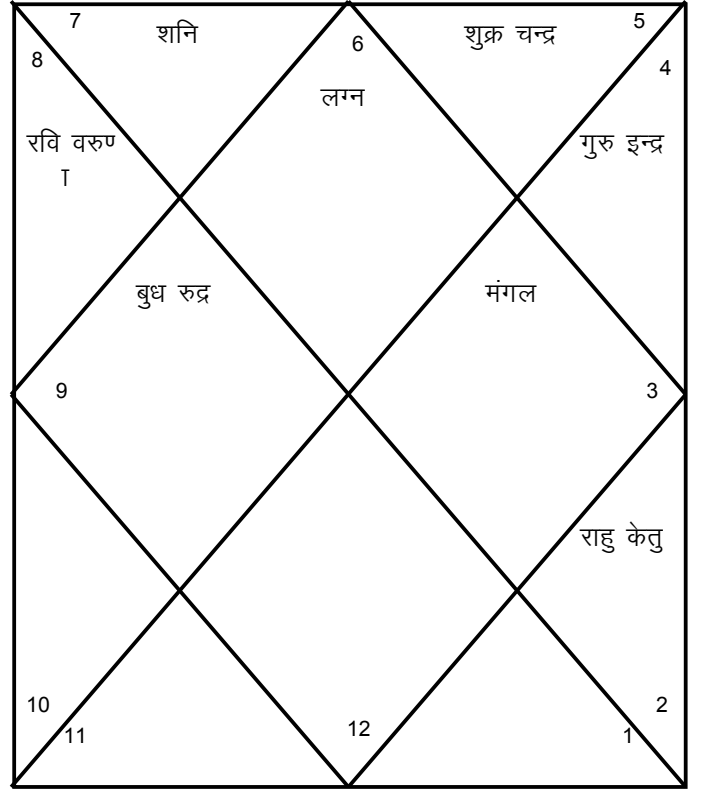 7 शनि 6 शुक्र चन्द्र 5
8 4
लग्न
रवि वरुण गुरु इन्द्र
ा
बुध रुद्र मंगल
9 3
राहु केतु
10 2
11 12 1